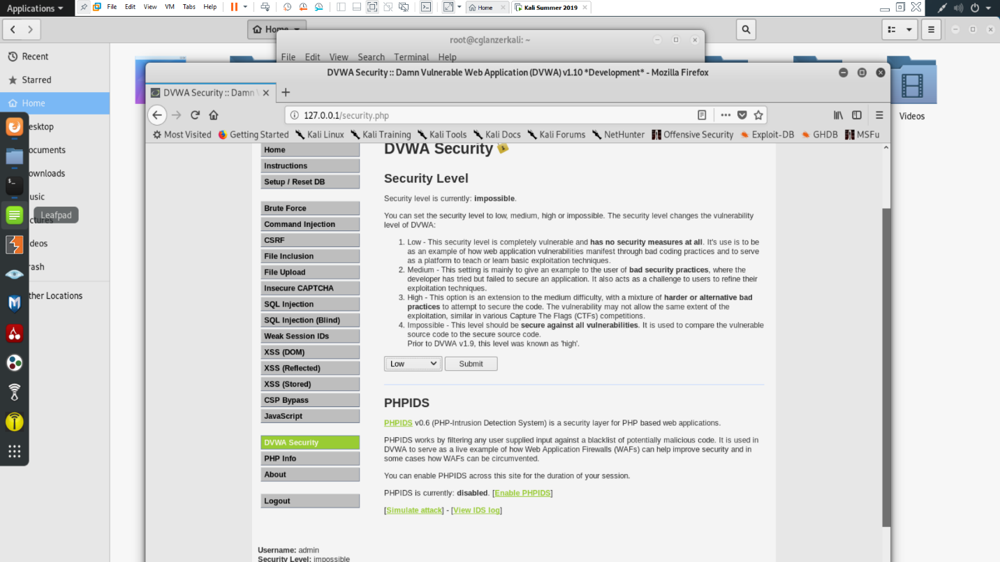 Applications
File Edit View VM Tabs Help
Home
Kali Summer 2019
Home
root@cglanzerkali: ~
File Edit View Search Terminal Help
Recent
Starred
Home
esktop
ocuments
ownloads
usic
ctures
deos
rash
ther Locations
Leafpad
Videos
DVWA Security :: Damn Vulnerable Web Application (DVWA) v1.10 *Development* - Mozilla Firefox
DVWA Security :: Damn V
127.0.0.1/security.php
Most Visited Getting Started Kali Linux Kali Training Kali Tools Kali Docs Kali Forums NetHunter Offensive Security Exploit-DB GHDB MSFu
Home
Instructions
Setup / Reset DB
Brute Force
Command Injection
CSRF
File Inclusion
File Upload
Insecure CAPTCHA
SQL Injection
SQL Injection (Blind)
Weak Session IDs
XSS (DOM)
XSS (Reflected)
XSS (Stored)
CSP Bypass
JavaScript
DVWA Security
PHP Info
About
Logout
DVWA Security
Security Level
Security level is currently: impossible.
You can set the security level to low, medium, high or impossible. The security level changes the vulnerability
level of DVWA:
1. Low - This security level is completely vulnerable and has no security measures at all. It's use is to be
as an example of how web application vulnerabilities manifest through bad coding practices and to serve
as a platform to teach or learn basic exploitation techniques.
2. Medium - This setting is mainly to give an example to the user of bad security practices, where the
developer has tried but failed to secure an application. It also acts as a challenge to users to refine their
exploitation techniques.
3. High - This option is an extension to the medium difficulty, with a mixture of harder or alternative bad
practices to attempt to secure the code. The vulnerability may not allow the same extent of the
exploitation, similar in various Capture The Flags (CTFs) competitions.
4. Impossible - This level should be secure against all vulnerabilities. It is used to compare the vulnerable
source code to the secure source code.
Prior to DVWA v1.9, this level was known as 'high'.
Low Submit
PHPIDS
PHPIDS v0.6 (PHP-Intrusion Detection System) is a security layer for PHP based web applications.
PHPIDS works by filtering any user supplied input against a blacklist of potentially malicious code. It is used in
DVWA to serve as a live example of how Web Application Firewalls (WAFs) can help improve security and in
some cases how WAFs can be circumvented.
You can enable PHPIDS across this site for the duration of your session.
PHPIDS is currently: disabled. [Enable PHPIDS]
[Simulate attack] - [View IDS log]
Username: admin
Security Level: impossible